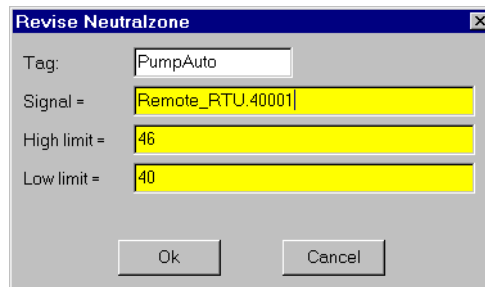 Revise Neutralzone
Tag: PumpAuto
Signal = Remote_RTU.40001
High limit = 46
Low limit = 40
Ok Cancel